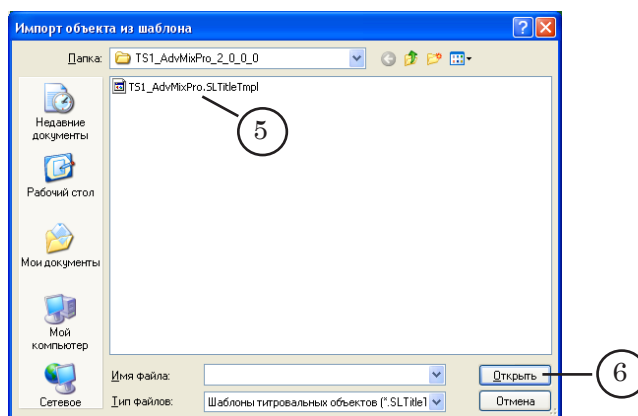 Импорт объекта из шаблона
Папка: TS1_AdvMixPro_2_0_0_0
TS1_AdvMixPro.SLTitleTmpl
5
Недавние
документы
Рабочий стол
Мои документы
Мой
компьютер
Сетевое
Имя файла:
Открыть
6
Тип файлов: Шаблоны титровальных объектов (*.SLTitleT
Отмена